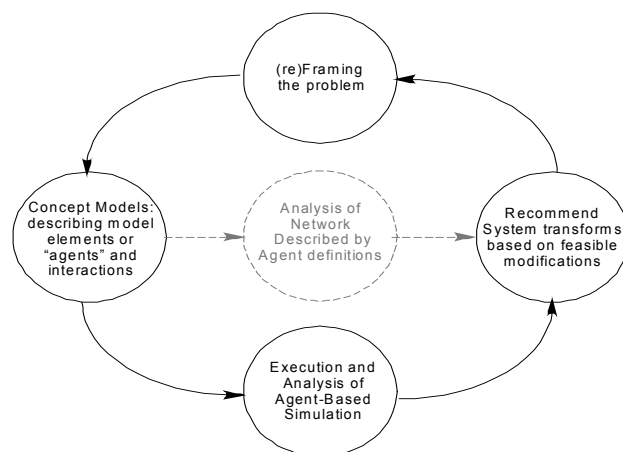 (re)Framing
the problem
Concept Models:
describing model
elements or
“agents” and
interactions
Analysis of
Network
Described by
Agent definitions
Recommend
System transforms
based on feasible
modifications
Execution and
Analysis of
Agent-Based
Simulation